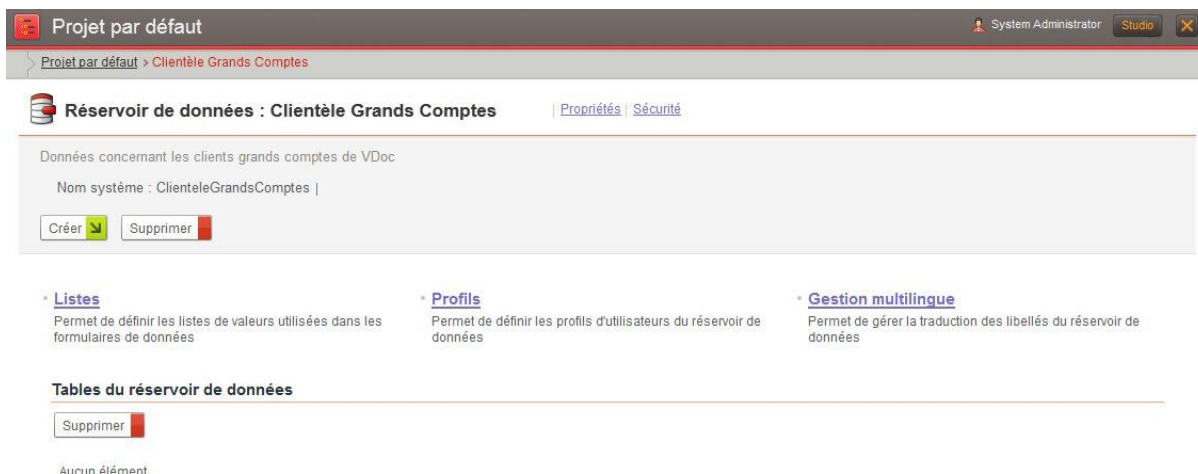 Projet par défaut
System Administrator Studio
Projet par défaut > Clientèle Grands Comptes
Réservoir de données : Clientèle Grands Comptes | Propriétés | Sécurité
Données concernant les clients grands comptes de VDoc
Nom système : ClienteleGrandsComptes |
Créer Supprimer
Listes
Permet de définir les listes de valeurs utilisées dans les
formulaires de données
Profils
Permet de définir les profils d'utilisateurs du réservoir de
données
Gestion multilingue
Permet de gérer la traduction des libellés du réservoir de
données
Tables du réservoir de données
Supprimer
Aucun élément